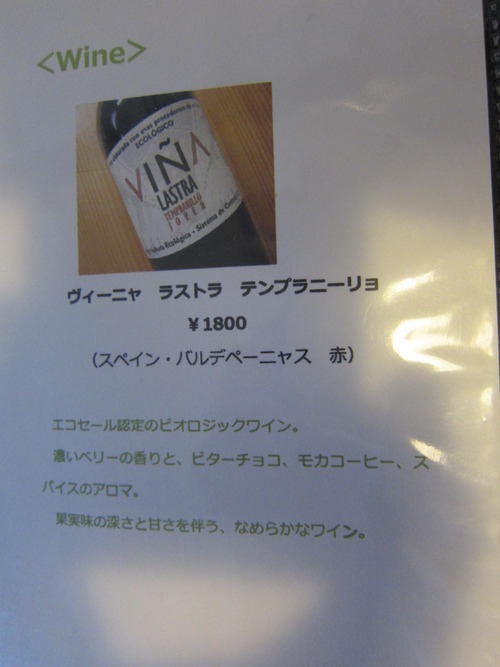 <Wine>
ECOLÓGICO
VIÑA
LASTRA
TEMPRANILLO
JOVEN
ヴィーニャ ラストラ テンプラニーリョ
¥1800
（スペイン・バルデペーニャス 赤）
エコセール認定のビオロジックワイン。
濃いベリーの香りと、ビターチョコ、モカコーヒー、ス
パイスのアロマ。
果実味の深さと甘さを伴う、なめらかなワイン。